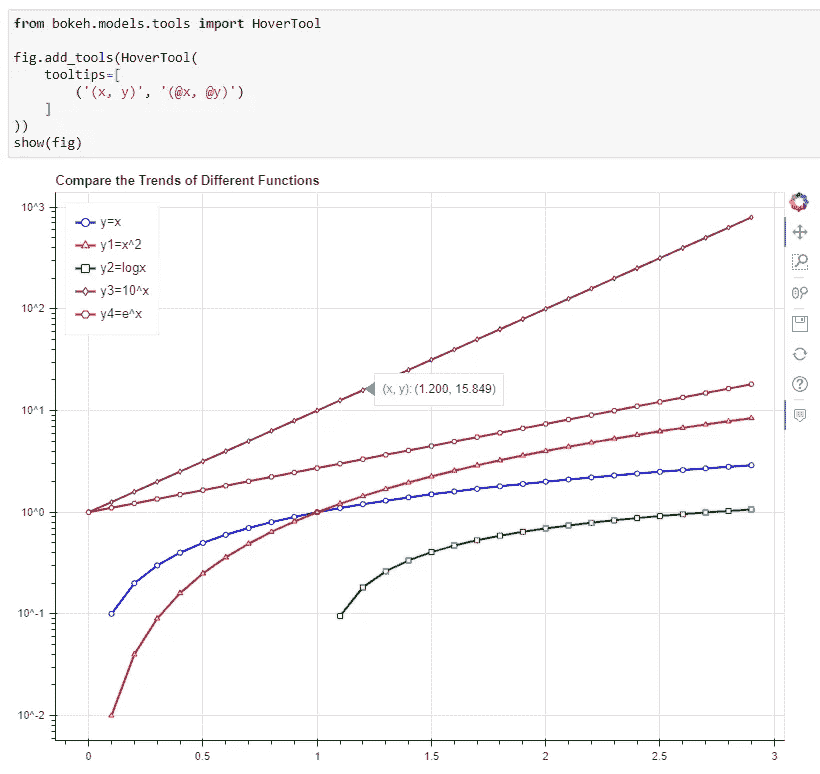 from bokeh.models.tools import HoverTool
fig.add_tools(HoverTool(
    tooltips=[
        ('(x, y)', '(@x, @y)')
    ]
))
show(fig)
Compare the Trends of Different Functions
10^3
y=x
y1=x^2
y2=logx
y3=10^x
y4=e^x
10^2
(x, y): (1.200, 15.849)
10^1
10^0
10^-1
10^-2
0 0.5 1 1.5 2 2.5 3